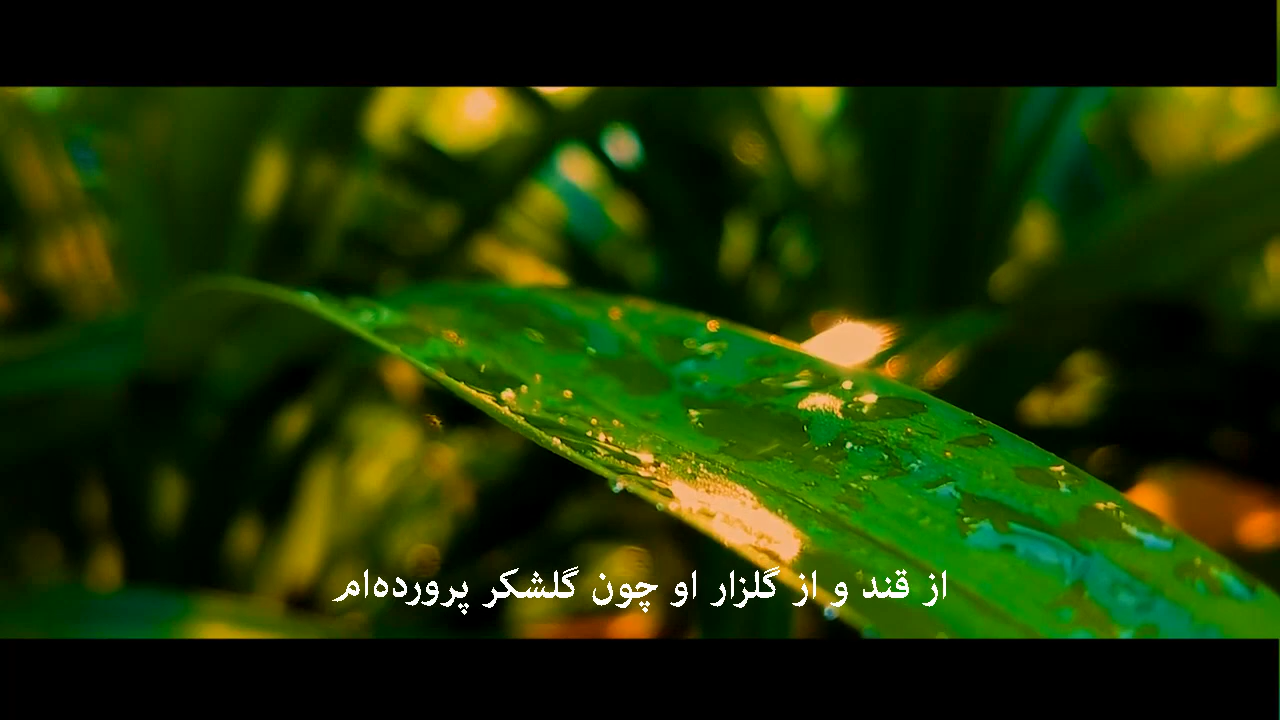 از قند و از گلزار او چون گلشکر پرورده‌ام